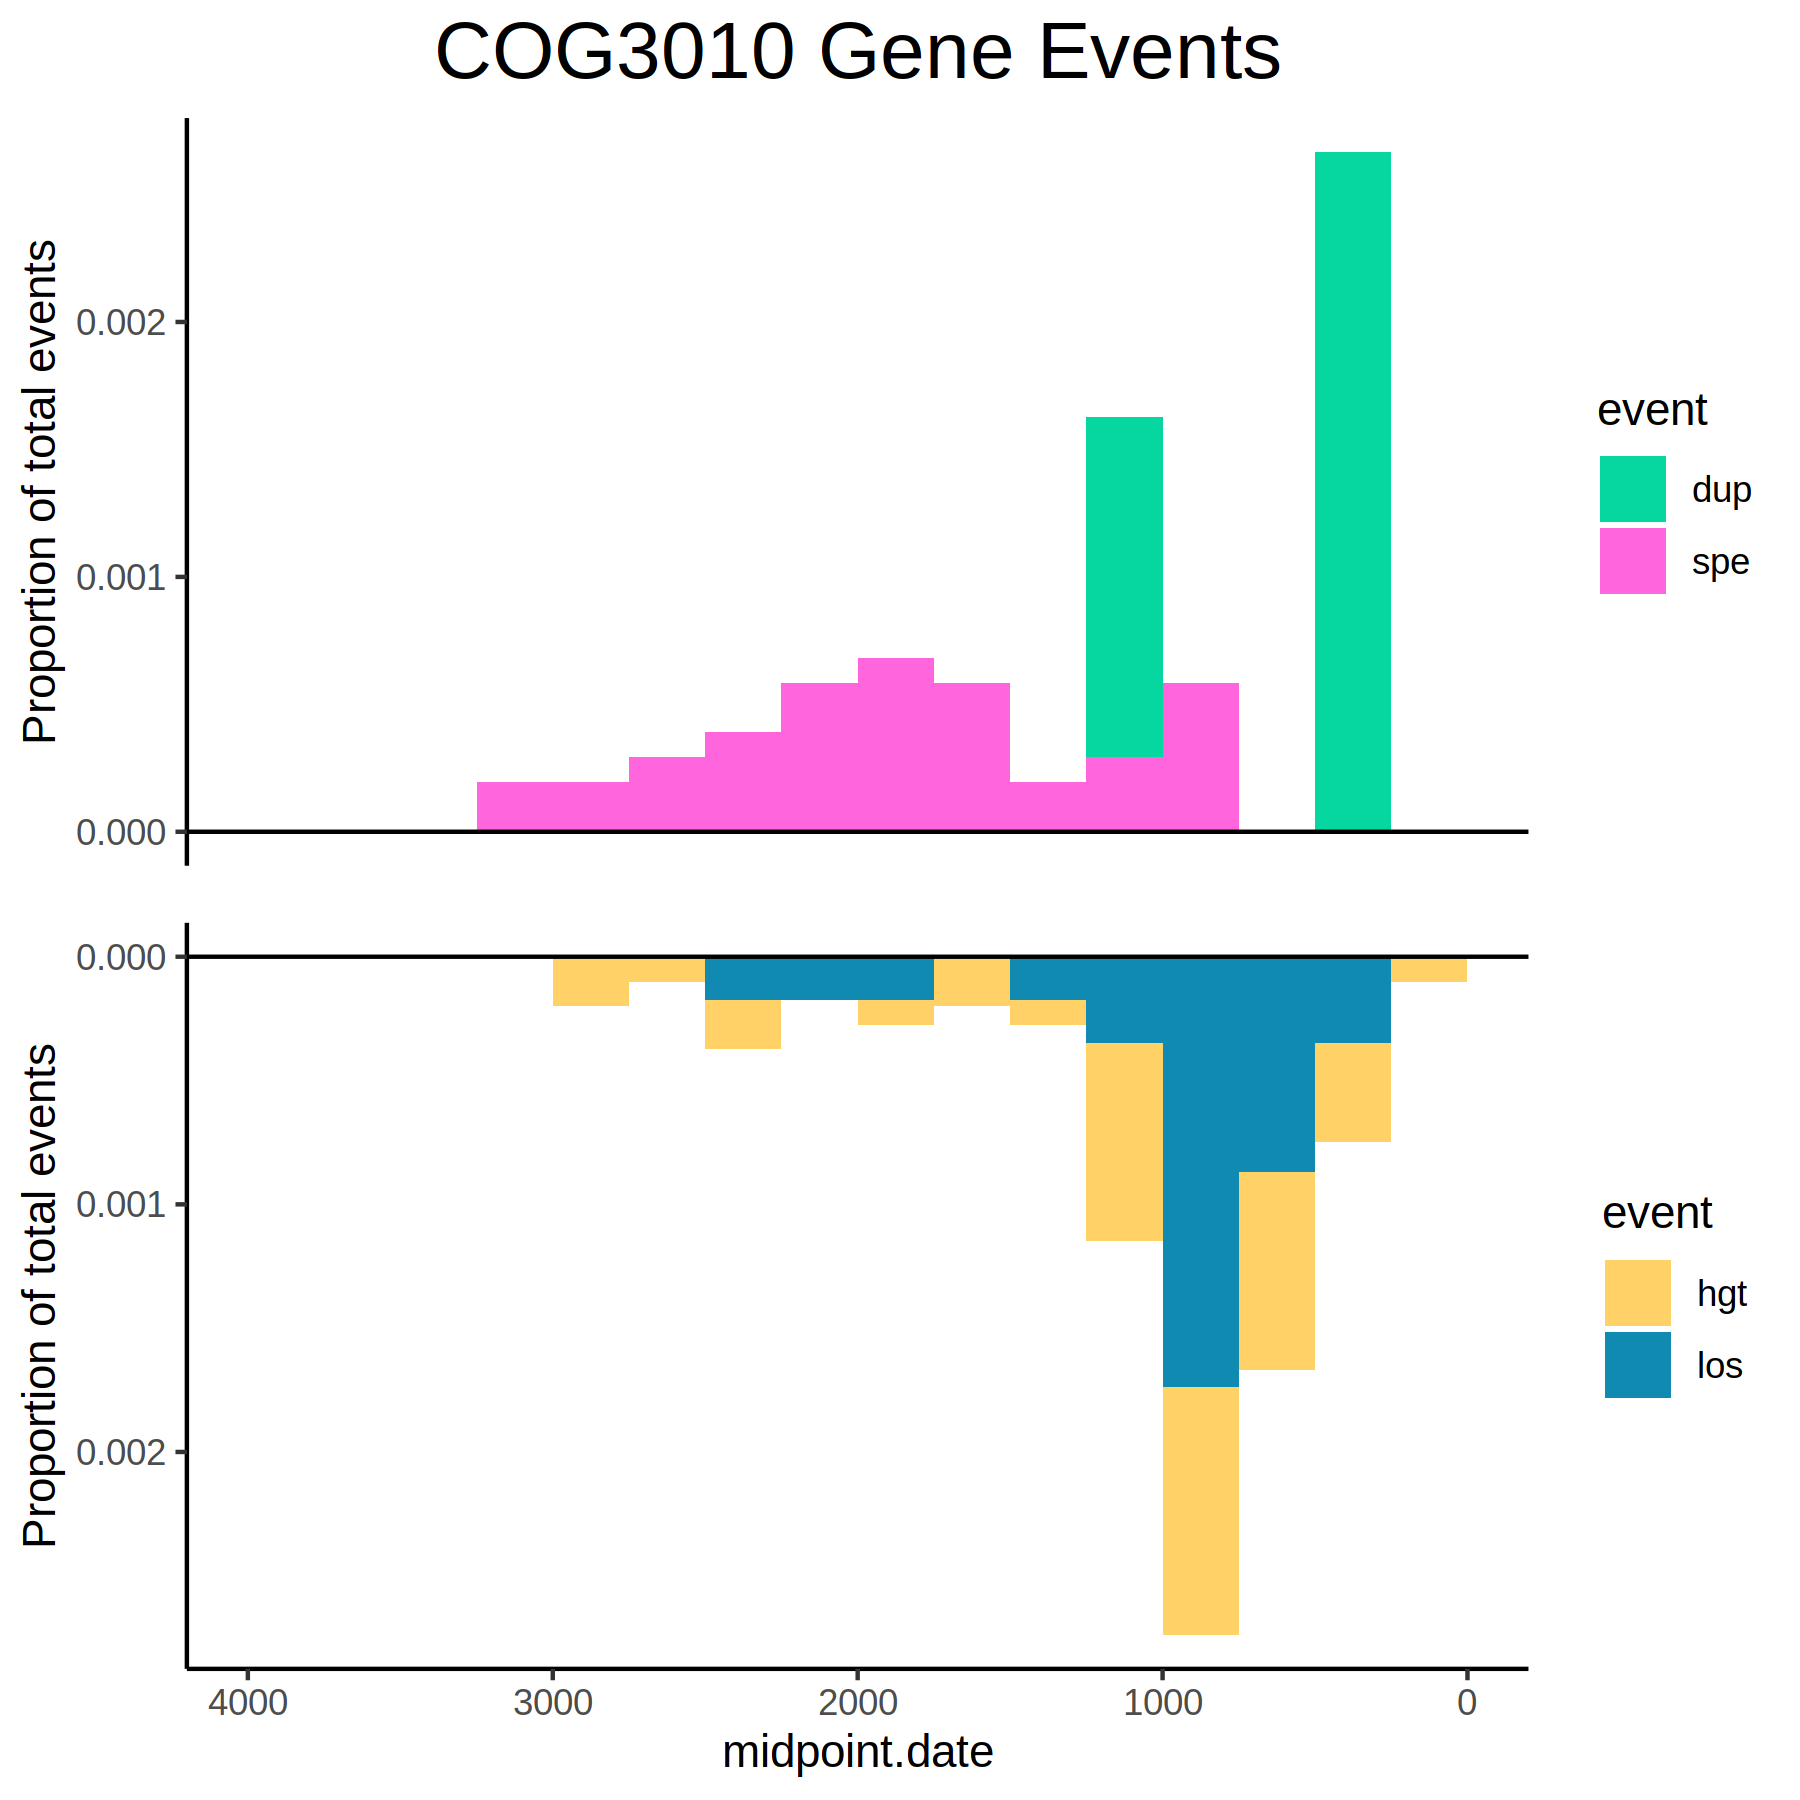 COG3010 Gene Events
Proportion of total events
0.002
0.001
0.000
event
dup
spe
Proportion of total events
0.000
0.001
0.002
event
hgt
los
4000 3000 2000 1000 0
midpoint.date